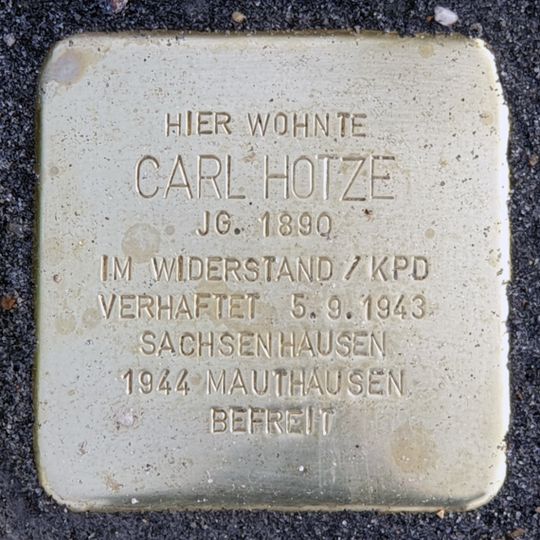 HIER WOHNTE
CARL HOTZE
JG. 1890
IM WIDERSTAND / KPD
VERHAFTET 5.9.1943
SACHSENHAUSEN
1944 MAUTHAUSEN
BEFREIT